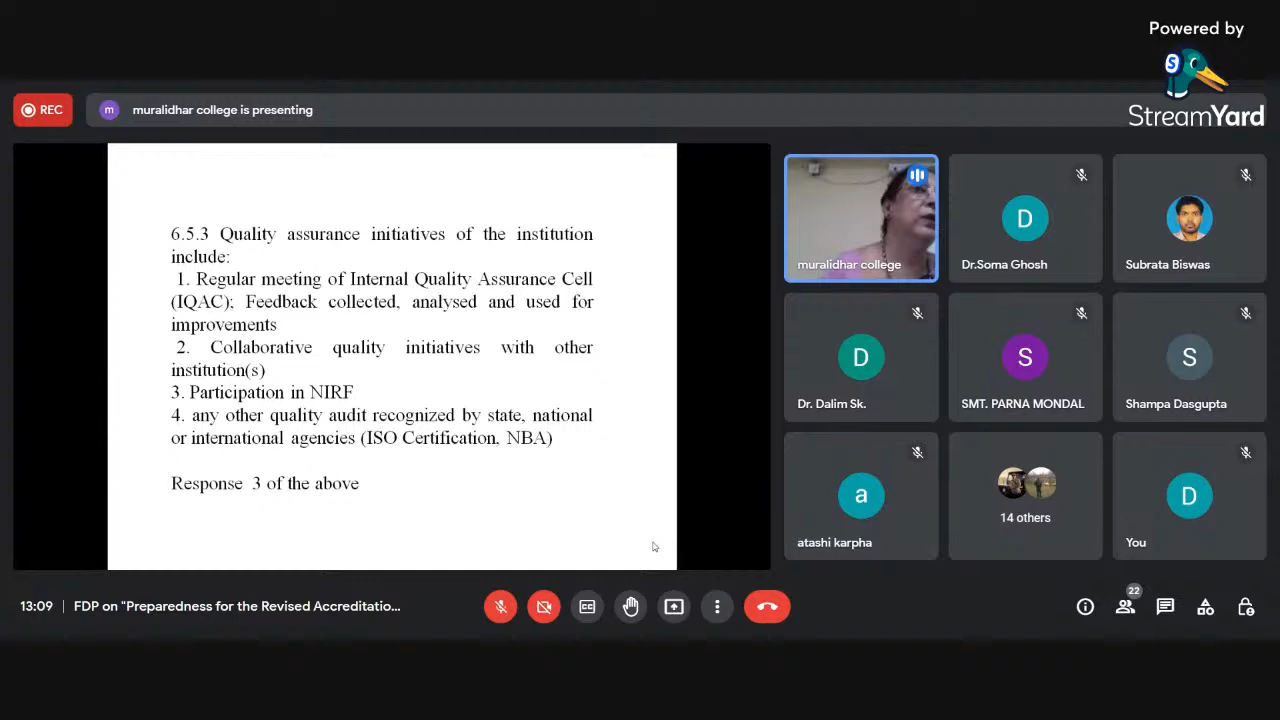 Powered by
StreamYard
REC
m
muralidhar college is presenting
6.5.3 Quality assurance initiatives of the institution
include:
1. Regular meeting of Internal Quality Assurance Cell
(IQAC); Feedback collected, analysed and used for
improvements
2. Collaborative quality initiatives with other
institution(s)
3. Participation in NIRF
4. any other quality audit recognized by state, national
or international agencies (ISO Certification, NBA)
Response 3 of the above
muralidhar college
D
Dr.Soma Ghosh
Subrata Biswas
D
Dr. Dalim Sk.
S
SMT. PARNA MONDAL
S
Shampa Dasgupta
a
atashi karpha
14 others
D
You
13:09
FDP on "Preparedness for the Revised Accreditatio...
22